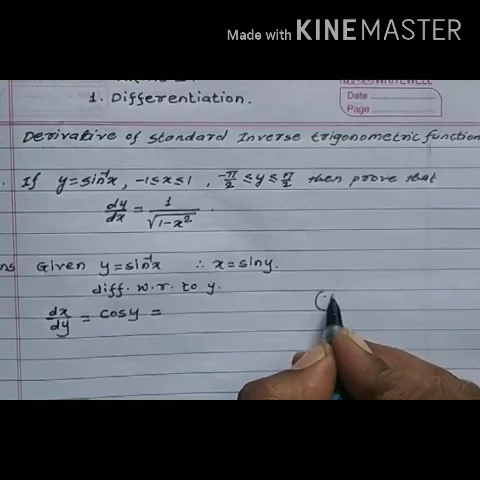 Made with KINEMASTER
1. Differentiation.
Date
Page
Derivative of standard Inverse trigonometric function
If y=sin⁻¹x, -1≤x≤1, -π/2 ≤y≤ π/2 then prove that
dy/dx = 1/√1-x²
ns Given y=sin⁻¹x ∴ x=siny.
diff. w.r. to y.
dx/dy = cosy =